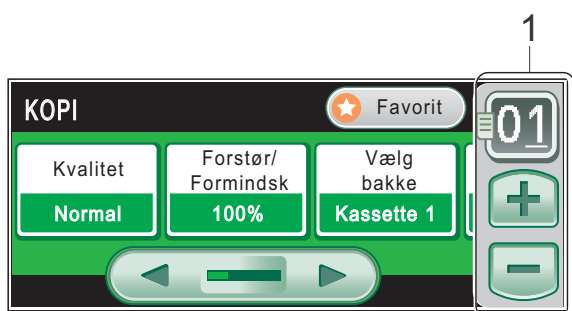 1
KOPI
Favorit
01
Kvalitet
Normal
Forstør/
Formindsk
100%
Vælg
bakke
Kassette 1
+
−